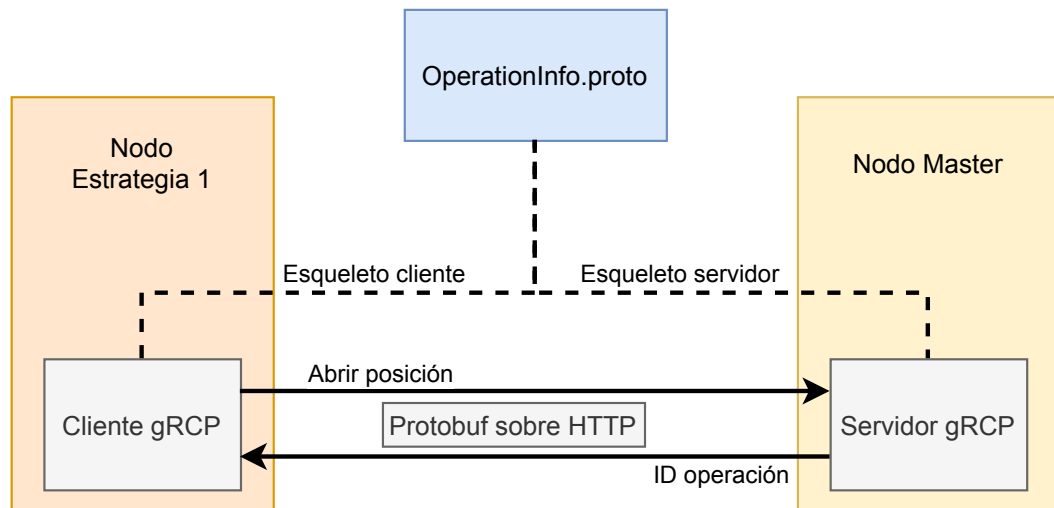 OperationInfo.proto
Nodo
Estrategia 1
Nodo Master
Esqueleto cliente
Esqueleto servidor
Abrir posición
Cliente gRCP
Protobuf sobre HTTP
Servidor gRCP
ID operación